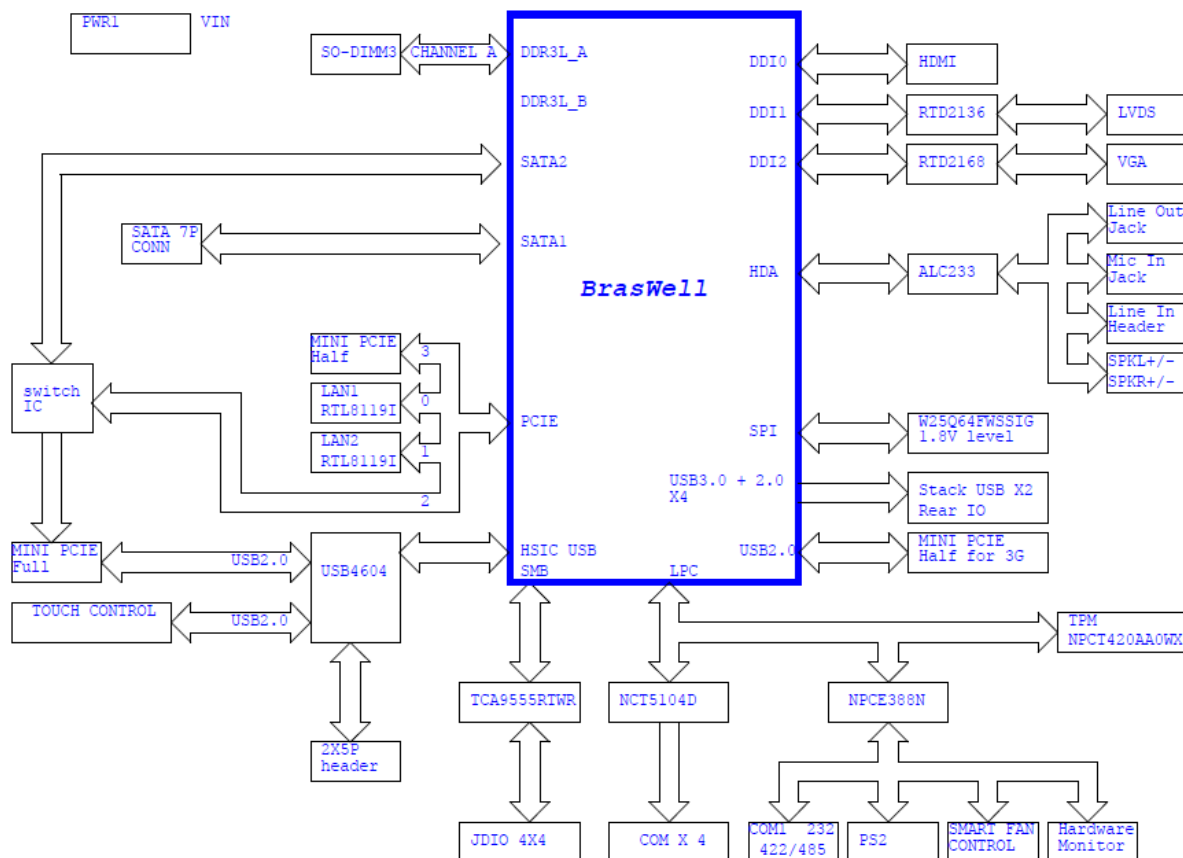 PWR1 VIN
SO-DIMM3 CHANNEL A DDR3L_A
DDR3L_B
SATA2
SATA 7P
CONN
SATA1
DDI0 HDMI
DDI1 RTD2136 LVDS
DDI2 RTD2168 VGA
Line Out
Jack
HDA ALC233
Mic In
Jack
Line In
Header
SPKL+/-
SPKR+/-
BrasWell
MINI PCIE
Half
3
LAN1
RTL8119I
0
LAN2
RTL8119I
1
2
PCIE
switch
IC
SPI
W25Q64FWSSIG
1.8V level
USB3.0 + 2.0
X4
Stack USB X2
Rear IO
USB2.0
MINI PCIE
Half for 3G
MINI PCIE
Full
USB2.0
USB4604
HSIC USB
SMB
LPC
TOUCH CONTROL
USB2.0
TPM
NPCT420AA0WX
2X5P
header
TCA9555RTWR
NCT5104D
NPCE388N
JDIO 4X4
COM X 4
COM1 232
422/485
PS2
SMART FAN
CONTROL
Hardware
Monitor